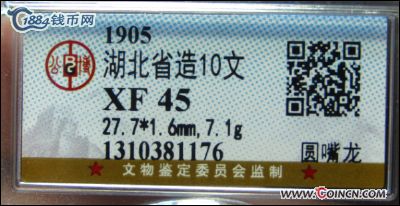 1884钱币网
1905
公博
湖北省造10文
XF 45
27.7*1.6mm,7.1g
1310381176
圆嘴龙
★ 文物鉴定委员会监制 ★
www.COINCN.com